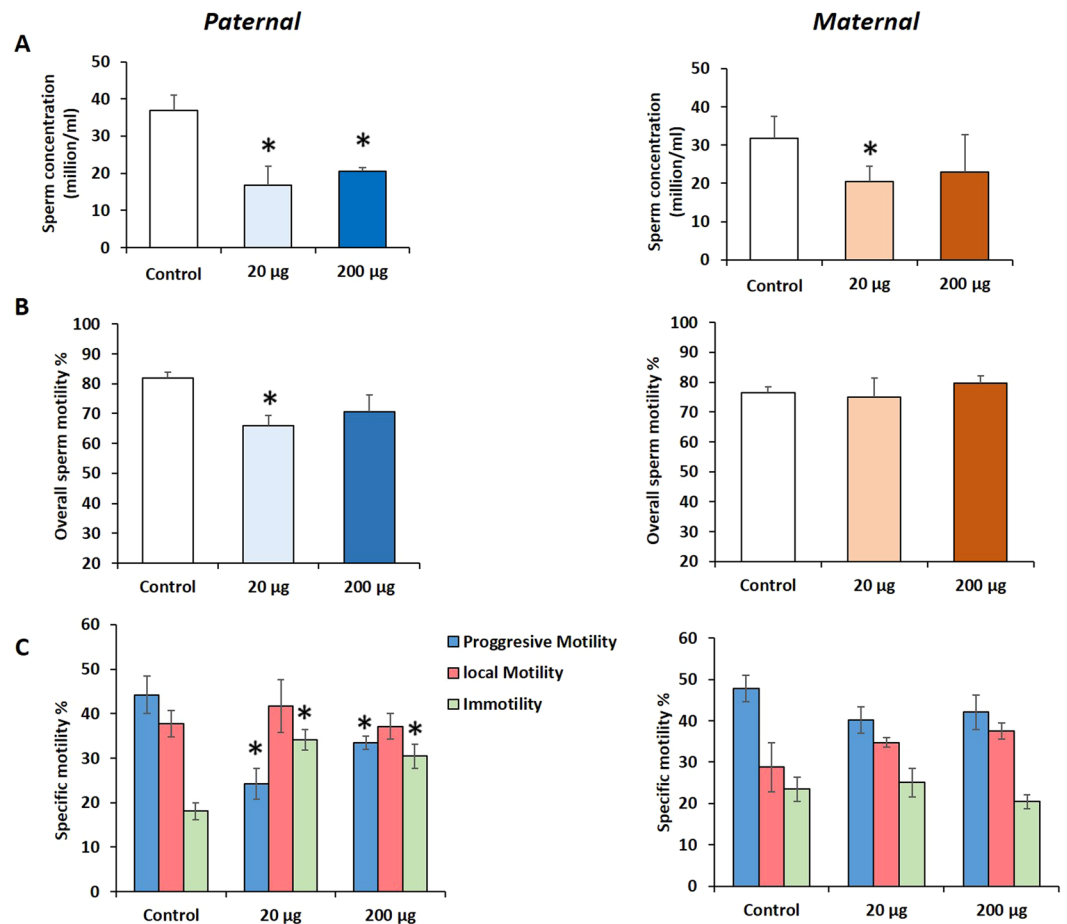 Paternal
Maternal
A
Sperm concentration
(million/ml)
50
40
30
20
10
0
*
*
Control
20 µg
200 µg
Sperm concentration
(million/ml)
50
40
30
20
10
0
*
Control
20 µg
200 µg
B
Overall sperm motility %
100
90
80
70
60
50
40
30
20
*
Control
20 µg
200 µg
Overall sperm motility %
100
90
80
70
60
50
40
30
20
Control
20 µg
200 µg
C
Specific motility %
60
50
40
30
20
10
0
*
*
*
*
Control
20 µg
200 µg
Proggresive Motility
local Motility
Immotility
Specific motility %
60
50
40
30
20
10
0
Control
20 µg
200 µg